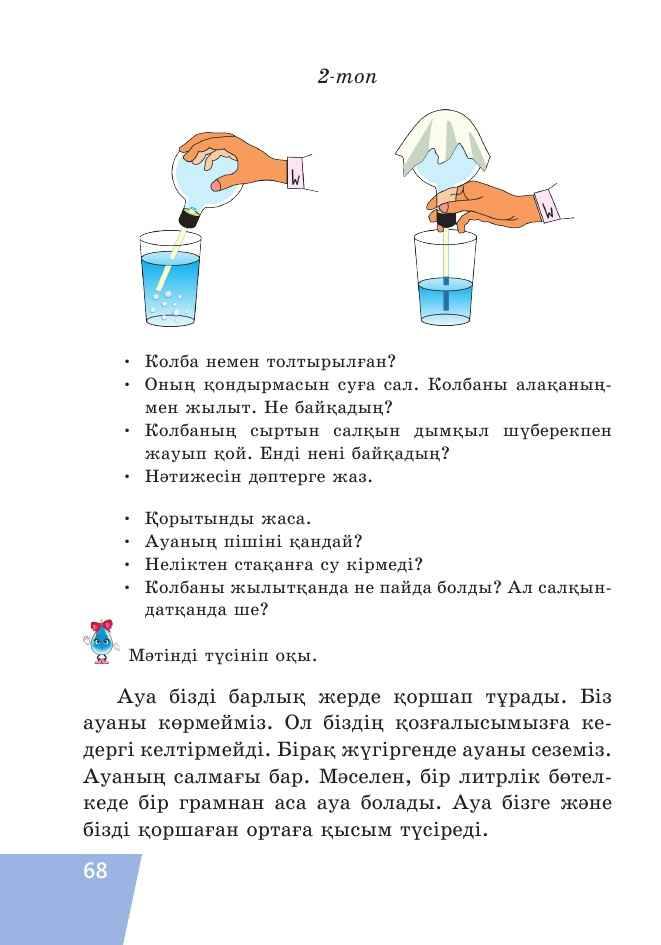 2-топ
• Колба немен толтырылған?
• Оның қондырмасын суға сал. Колбаны алақаның-
мен жылыт. Не байқадың?
• Колбаның сыртын салқын дымқыл шүберекпен
жауып қой. Енді нені байқадың?
• Нәтижесін дәптерге жаз.
• Қорытынды жаса.
• Ауаның пішіні қандай?
• Неліктен стақанға су кірмеді?
• Колбаны жылытқанда не пайда болды? Ал салқын-
датқанда ше?
Мәтінді түсініп оқы.
Ауа бізді барлық жерде қоршап тұрады. Біз
ауаны көрмейміз. Ол біздің қозғалысымызға ке-
дергі келтірмейді. Бірақ жүгіргенде ауаны сеземіз.
Ауаның салмағы бар. Мәселен, бір литрлік бөтел-
кеде бір грамнан аса ауа болады. Ауа бізге және
бізді қоршаған ортаға қысым түсіреді.
68